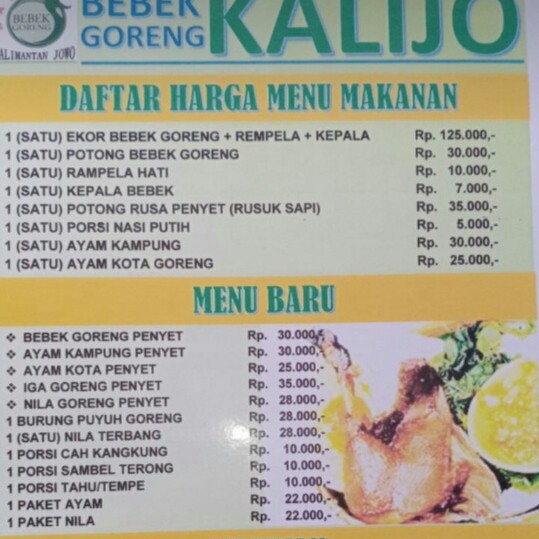 BEBEK GORENG
KALIMANTAN JOWO
BEBEK GORENG KALIJO
DAFTAR HARGA MENU MAKANAN
1 (SATU) EKOR BEBEK GORENG + REMPELA + KEPALA Rp. 125.000,-
1 (SATU) POTONG BEBEK GORENG Rp. 30.000,-
1 (SATU) RAMPELA HATI Rp. 10.000,-
1 (SATU) KEPALA BEBEK Rp. 7.000,-
1 (SATU) POTONG RUSA PENYET (RUSUK SAPI) Rp. 35.000,-
1 (SATU) PORSI NASI PUTIH Rp. 5.000,-
1 (SATU) AYAM KAMPUNG Rp. 30.000,-
1 (SATU) AYAM KOTA GORENG Rp. 25.000,-
MENU BARU
❖ BEBEK GORENG PENYET Rp. 30.000,-
❖ AYAM KAMPUNG PENYET Rp. 30.000,-
❖ AYAM KOTA PENYET Rp. 25.000,-
❖ IGA GORENG PENYET Rp. 35.000,-
❖ NILA GORENG PENYET Rp. 28.000,-
1 BURUNG PUYUH GORENG Rp. 28.000,-
1 (SATU) NILA TERBANG Rp. 28.000,-
1 PORSI CAH KANGKUNG Rp. 10.000,-
1 PORSI SAMBEL TERONG Rp. 10.000,-
1 PORSI TAHU/TEMPE Rp. 10.000,-
1 PAKET AYAM Rp. 22.000,-
1 PAKET NILA Rp. 22.000,-